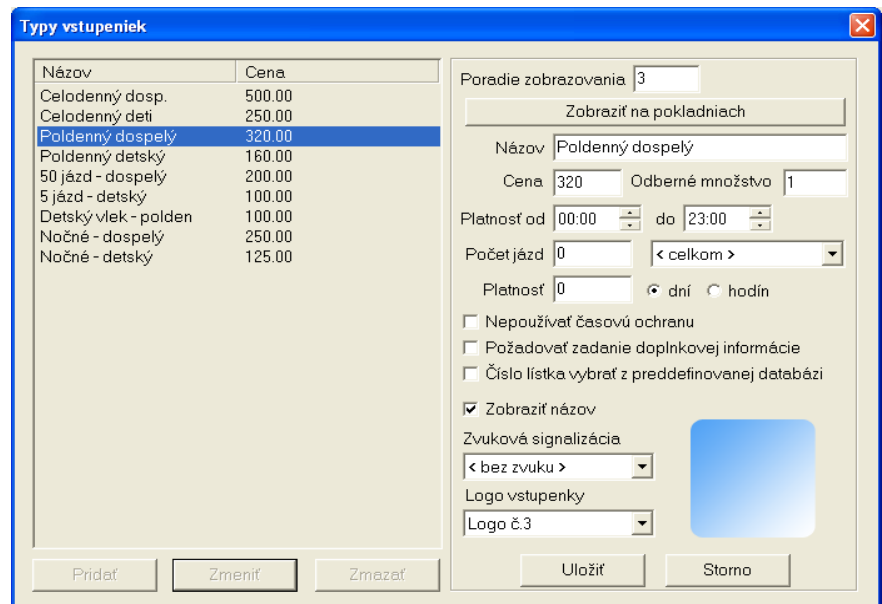 Typy vstupeniek
Názov Cena
Celodenný dosp. 500.00
Celodenný deti 250.00
Poldenný dospelý 320.00
Poldenný detský 160.00
50 jázd - dospelý 200.00
5 jázd - detský 100.00
Detský vlek - polden 100.00
Nočné - dospelý 250.00
Nočné - detský 125.00
Pridať Zmeniť Zmazať
Poradie zobrazovania 3
Zobraziť na pokladniach
Názov Poldenný dospelý
Cena 320 Odberné množstvo 1
Platnosť od 00:00 do 23:00
Počet jázd 0 < celkom >
Platnosť 0 dní hodín
Nepoužívať časovú ochranu
Požadovať zadanie doplnkovej informácie
Číslo lístka vybrať z preddefinovanej databázi
Zobraziť názov
Zvuková signalizácia
< bez zvuku >
Logo vstupenky
Logo č.3
Uložiť Storno